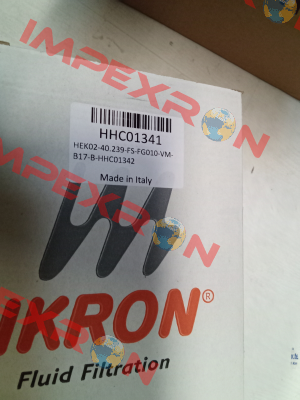 IMPEXRON
HHC01341
HEK02-40.239-FS-FG010-VM-
B17-B-HHC01342
Made in Italy
IMPEXRON
IKRON®
Fluid Filtration
IMPEXRON